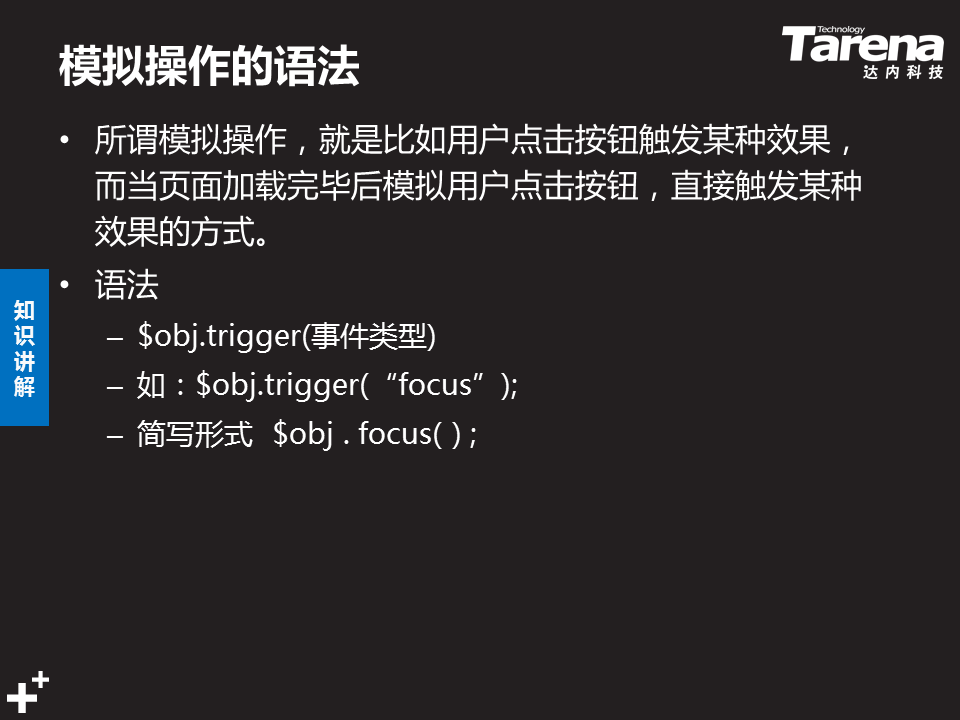 模拟操作的语法
Technology
Tarena
达内科技
• 所谓模拟操作，就是比如用户点击按钮触发某种效果，
而当页面加载完毕后模拟用户点击按钮，直接触发某种
效果的方式。
• 语法
– $obj.trigger(事件类型)
– 如：$obj.trigger(“focus”);
– 简写形式 $obj . focus( ) ;
知识讲解